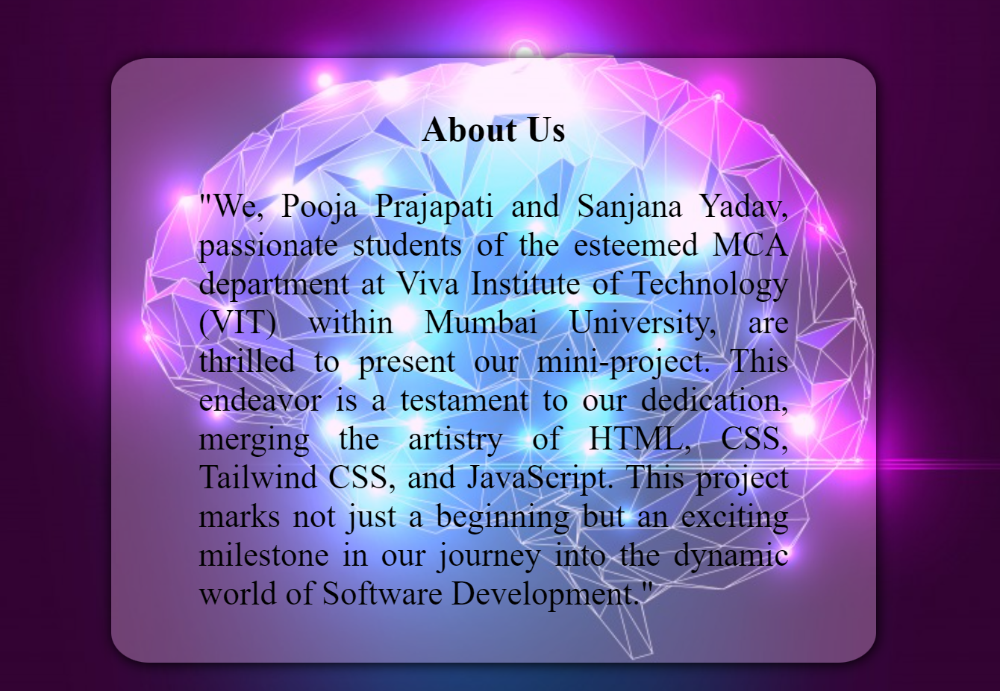 About Us
"We, Pooja Prajapati and Sanjana Yadav,
passionate students of the esteemed MCA
department at Viva Institute of Technology
(VIT) within Mumbai University, are
thrilled to present our mini-project. This
endeavor is a testament to our dedication,
merging the artistry of HTML, CSS,
Tailwind CSS, and JavaScript. This project
marks not just a beginning but an exciting
milestone in our journey into the dynamic
world of Software Development."